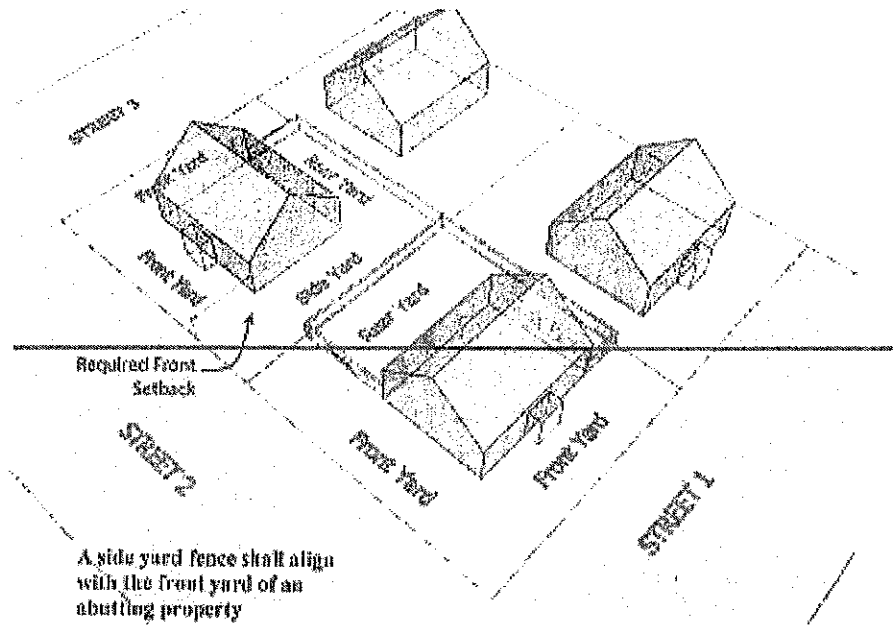 STREET 3
Front Yard
Rear Yard
Front Yard
Side Yard
Rear Yard
Required Front
Setback
Front Yard
Front Yard
STREET 2
STREET 1
A side yard fence shall align
with the front yard of an
abutting property